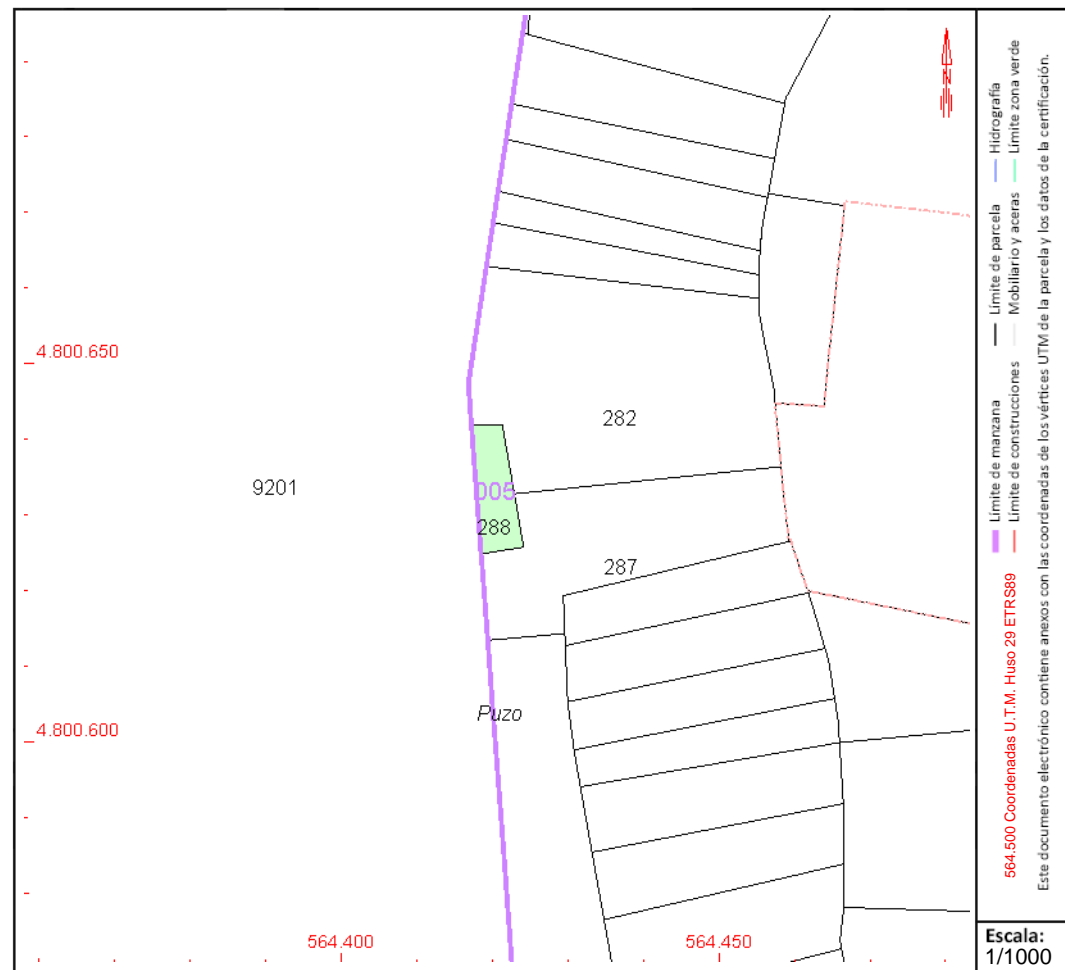 4.800.650
282
9201
005
288
287
Puzo
4.800.600
564.400
564.450
N
Límite de manzana
Límite de parcela
Hidrografía
Límite de construcciones
Mobiliario y aceras
Límite zona verde
564.500 Coordenadas U.T.M. Huso 29 ETRS89
Este documento electrónico contiene anexos con las coordenadas de los vértices UTM de la parcela y los datos de la certificación.
Escala:
1/1000